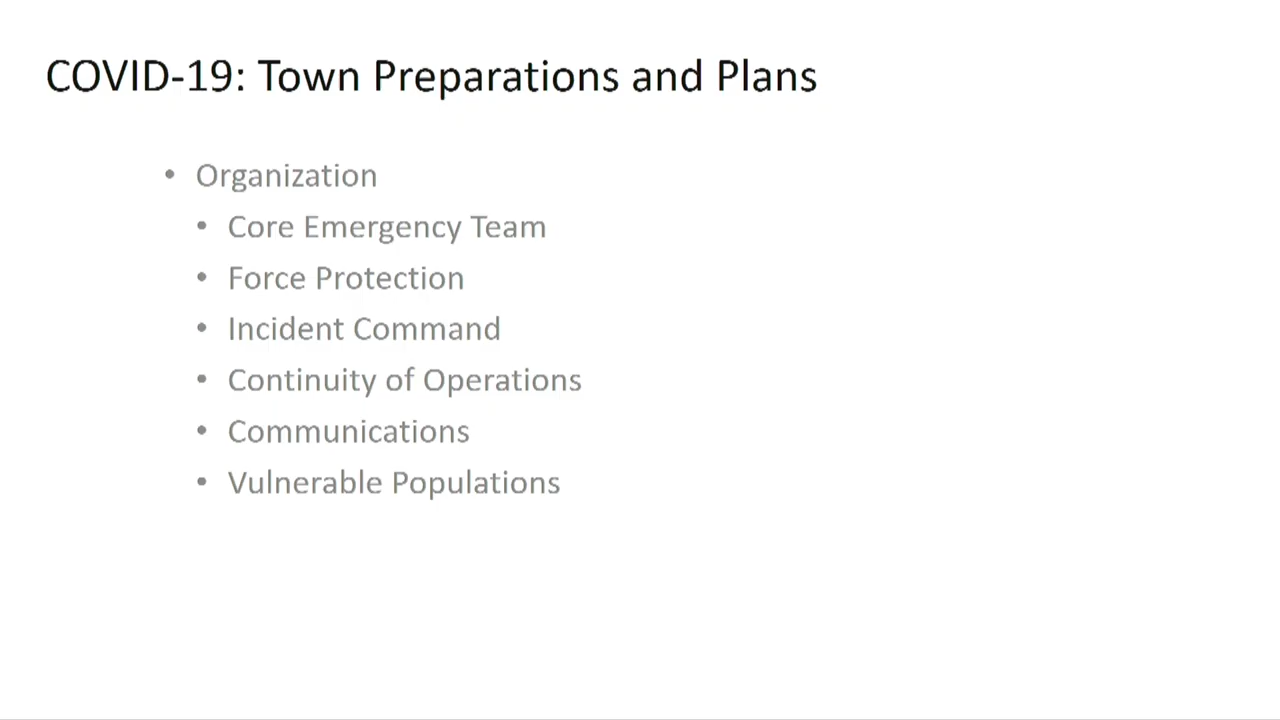 COVID-19: Town Preparations and Plans
• Organization
• Core Emergency Team
• Force Protection
• Incident Command
• Continuity of Operations
• Communications
• Vulnerable Populations